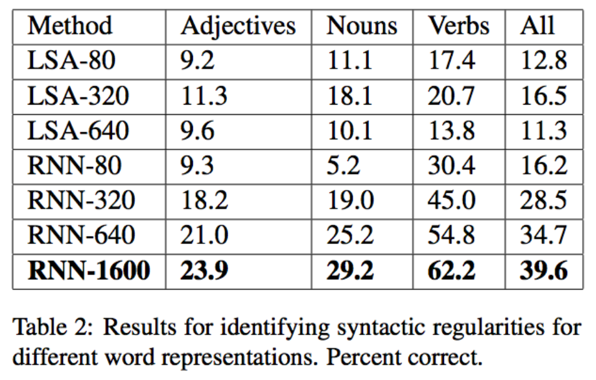 Method Adjectives Nouns Verbs All
LSA-80 9.2 11.1 17.4 12.8
LSA-320 11.3 18.1 20.7 16.5
LSA-640 9.6 10.1 13.8 11.3
RNN-80 9.3 5.2 30.4 16.2
RNN-320 18.2 19.0 45.0 28.5
RNN-640 21.0 25.2 54.8 34.7
RNN-1600 23.9 29.2 62.2 39.6
Table 2: Results for identifying syntactic regularities for
different word representations. Percent correct.